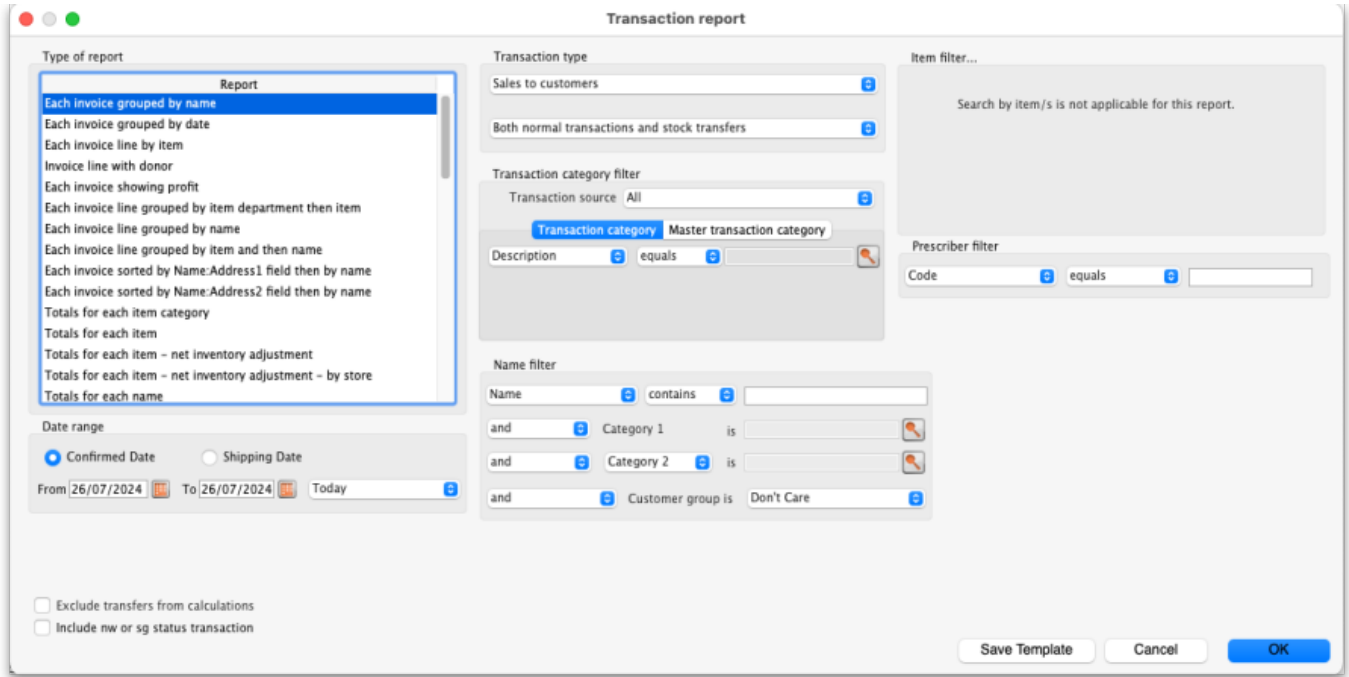 Transaction report
Type of report
Report
Each invoice grouped by name
Each invoice grouped by date
Each invoice line by item
Invoice line with donor
Each invoice showing profit
Each invoice line grouped by item department then item
Each invoice line grouped by name
Each invoice line grouped by item and then name
Each invoice sorted by Name:Address1 field then by name
Each invoice sorted by Name:Address2 field then by name
Totals for each item category
Totals for each item
Totals for each item - net inventory adjustment
Totals for each item - net inventory adjustment - by store
Totals for each name
Date range
Confirmed Date Shipping Date
From 26/07/2024 To 26/07/2024 Today
Exclude transfers from calculations
Include nw or sg status transaction
Transaction type
Sales to customers
Both normal transactions and stock transfers
Transaction category filter
Transaction source All
Transaction category Master transaction category
Description equals
Name filter
Name contains
and Category 1 is
and Category 2 is
and Customer group is Don't Care
Item filter...
Search by item/s is not applicable for this report.
Prescriber filter
Code equals
Save Template Cancel OK